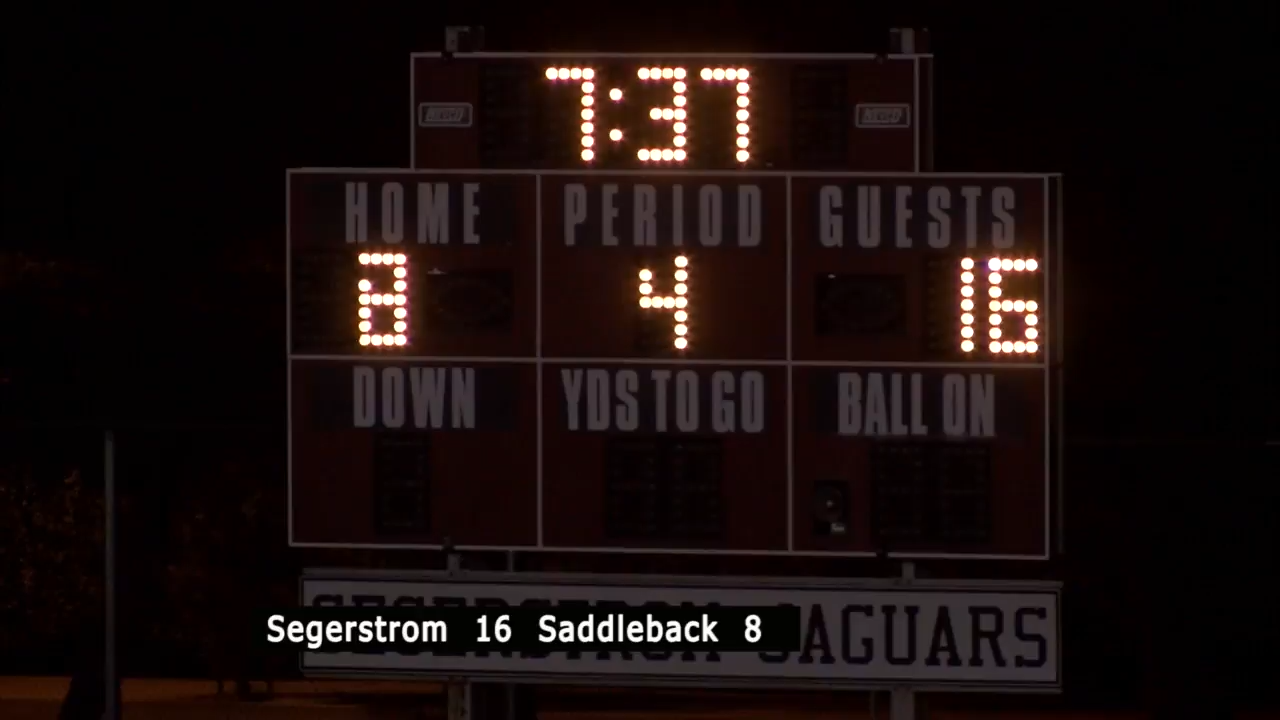 7:37
HOME PERIOD GUESTS
8 4 16
DOWN YDS TO GO BALL ON
SEGERSTROM JAGUARS
Segerstrom 16 Saddleback 8